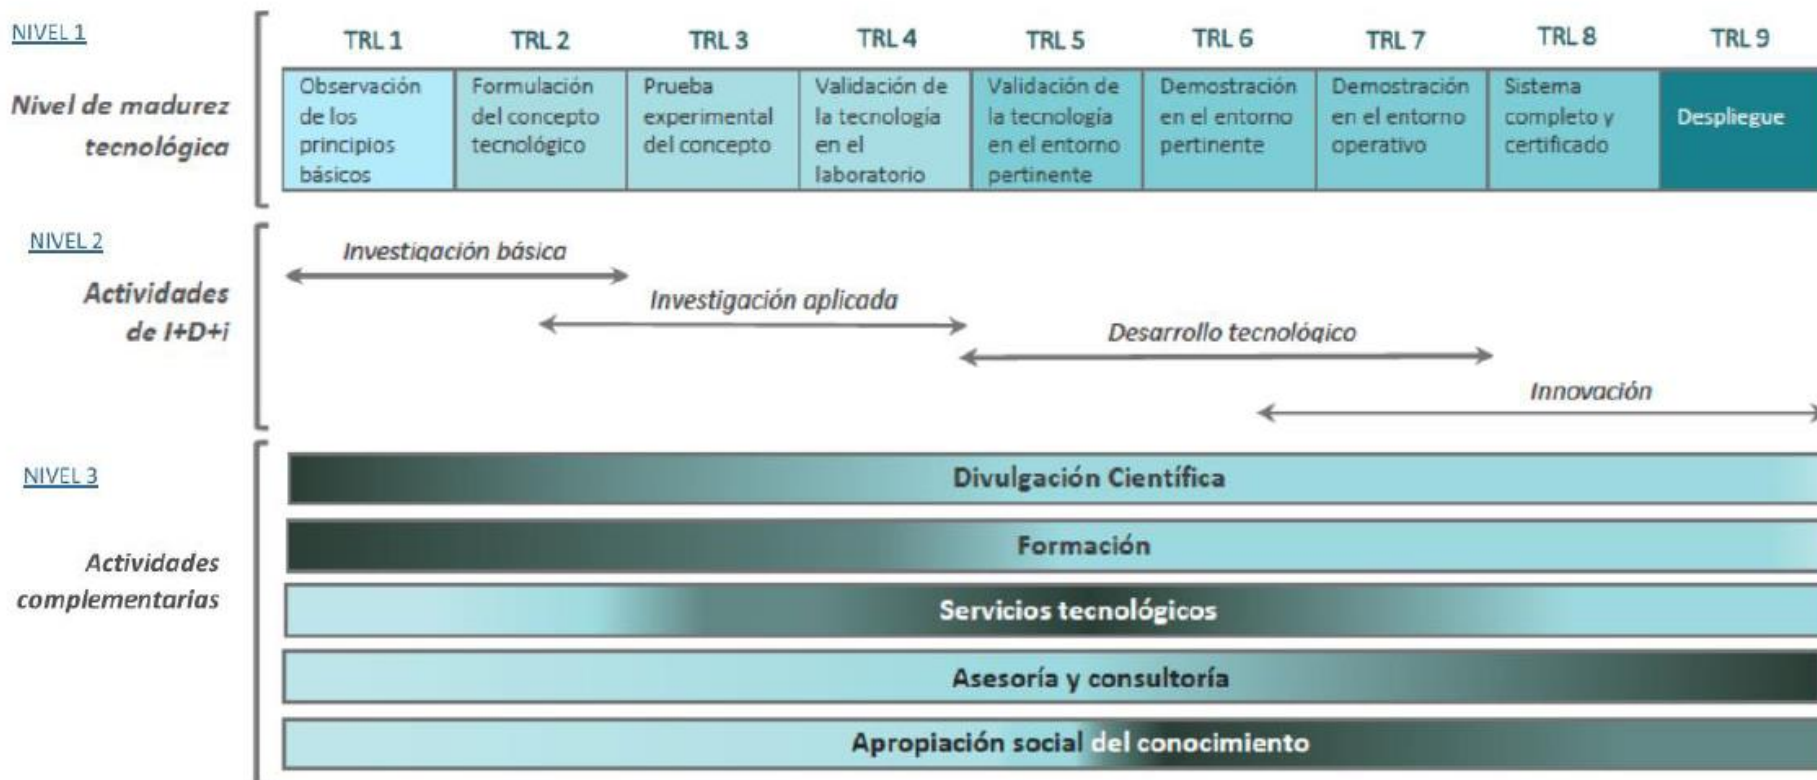 NIVEL 1
Nivel de madurez
tecnológica
TRL 1
TRL 2
TRL 3
TRL 4
TRL 5
TRL 6
TRL 7
TRL 8
TRL 9
Observación
de los
principios
básicos
Formulación
del concepto
tecnológico
Prueba
experimental
del concepto
Validación de
la tecnología
en el
laboratorio
Validación de
la tecnología
en el entorno
pertinente
Demostración
en el entorno
pertinente
Demostración
en el entorno
operativo
Sistema
completo y
certificado
Despliegue
NIVEL 2
Actividades
de I+D+i
Investigación básica
Investigación aplicada
Desarrollo tecnológico
Innovación
NIVEL 3
Actividades
complementarias
Divulgación Científica
Formación
Servicios tecnológicos
Asesoría y consultoría
Apropiación social del conocimiento